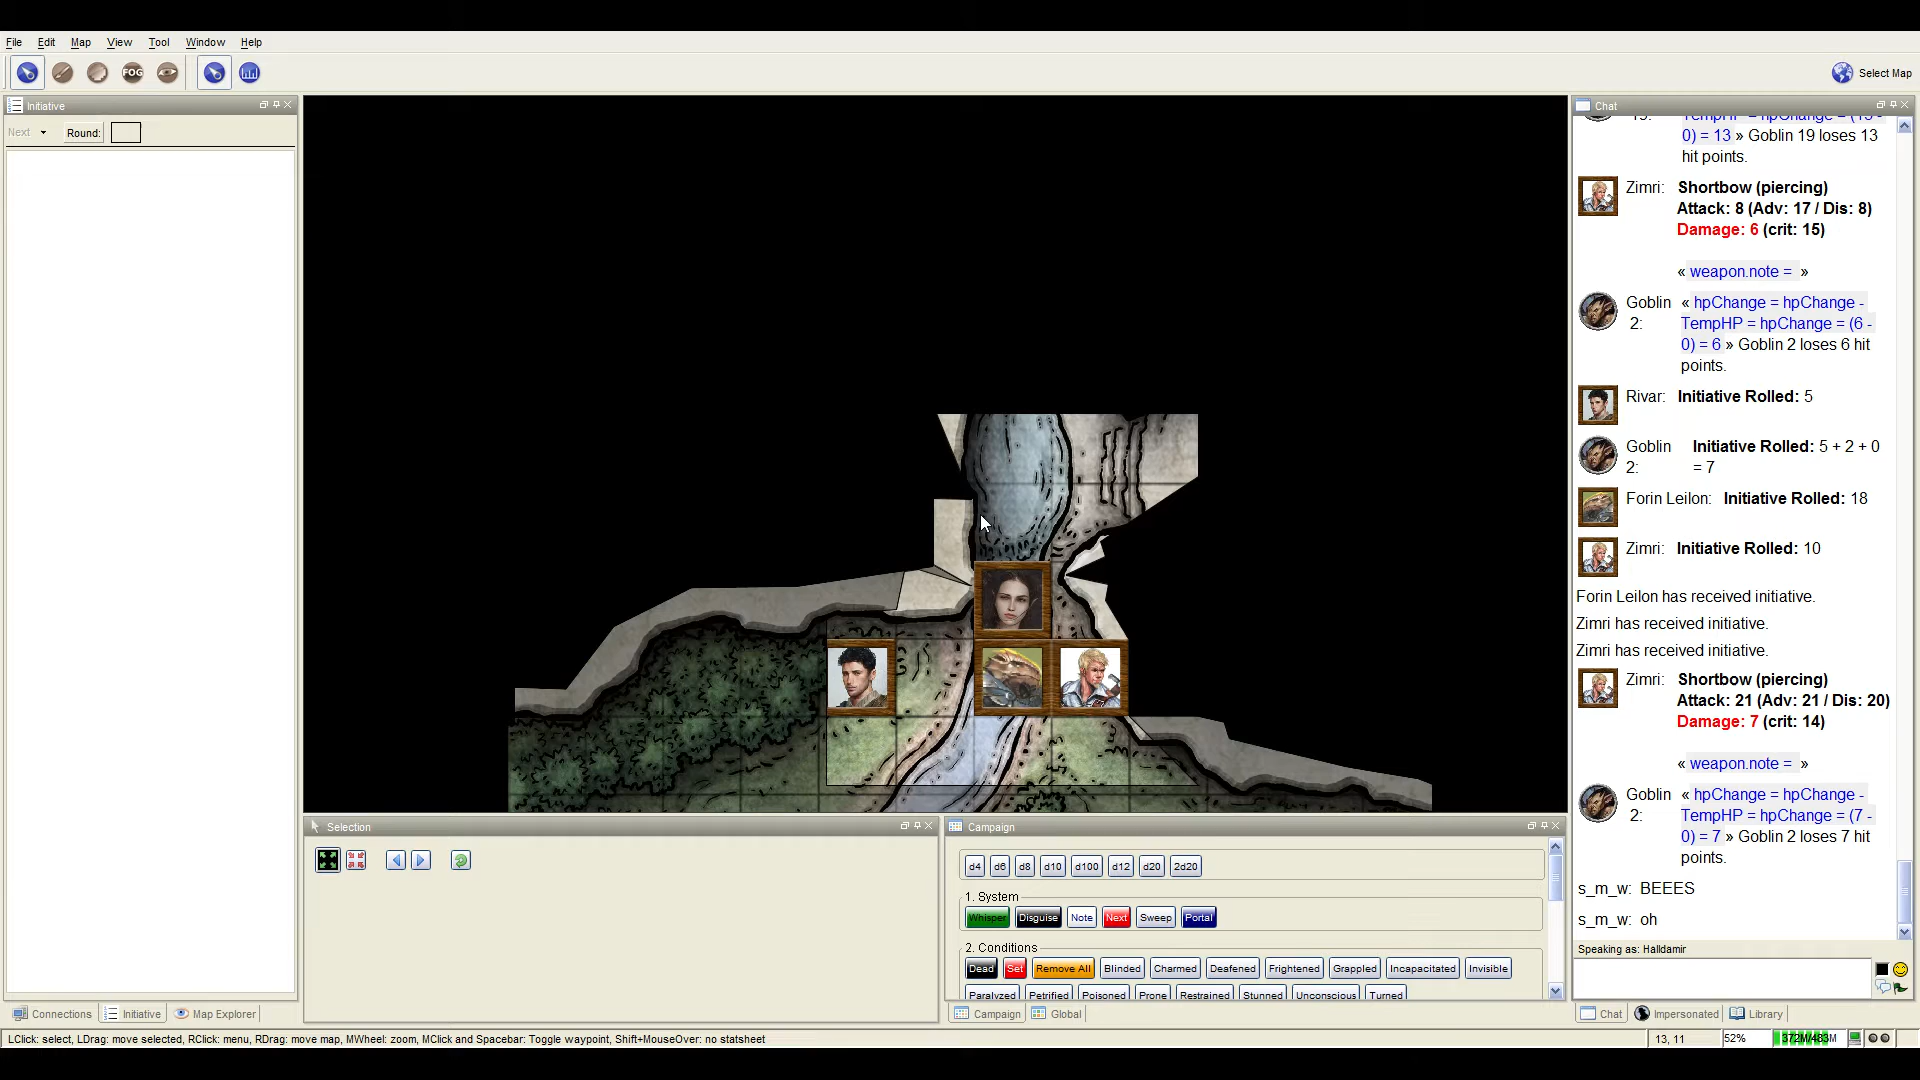 File Edit Map View Tool Window Help
FOG
Select Map
Initiative
Next Round:
Chat
0) = 13 » Goblin 19 loses 13
hit points.
Zimri: Shortbow (piercing)
Attack: 8 (Adv: 17 / Dis: 8)
Damage: 6 (crit: 15)
« weapon.note = »
Goblin 2: « hpChange = hpChange -
TempHP = hpChange = (6 -
0) = 6 » Goblin 2 loses 6 hit
points.
Rivar: Initiative Rolled: 5
Goblin 2: Initiative Rolled: 5 + 2 + 0
= 7
Forin Leilon: Initiative Rolled: 18
Zimri: Initiative Rolled: 10
Forin Leilon has received initiative.
Zimri has received initiative.
Zimri has received initiative.
Zimri: Shortbow (piercing)
Attack: 21 (Adv: 21 / Dis: 20)
Damage: 7 (crit: 14)
« weapon.note = »
Goblin 2: « hpChange = hpChange -
TempHP = hpChange = (7 -
0) = 7 » Goblin 2 loses 7 hit
points.
s_m_w: BEEES
s_m_w: oh
Speaking as: Halldamir
Selection
Campaign
d4 d6 d8 d10 d100 d12 d20 2d20
1. System
Whisper Disguise Note Next Sweep Portal
2. Conditions
Dead Set Remove All Blinded Charmed Deafened Frightened Grappled Incapacitated Invisible
Paralyzed Petrified Poisoned Prone Restrained Stunned Unconscious Turned
Connections Initiative Map Explorer
Campaign Global
Chat Impersonated Library
LClick: select, LDrag: move selected, RClick: menu, RDrag: move map, MWheel: zoom, MClick and Spacebar: Toggle waypoint, Shift+MouseOver: no statsheet
13, 11 52% 372M/483M